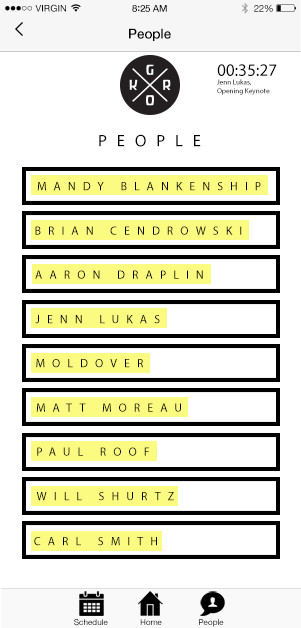 VIRGIN 8:25 AM 22%
People
G
K R
O
00:35:27
Jenn Lukas,
Opening Keynote
PEOPLE
MANDY BLANKENSHIP
BRIAN CENDROWSKI
AARON DRAPLIN
JENN LUKAS
MOLDOVER
MATT MOREAU
PAUL ROOF
WILL SHURTZ
CARL SMITH
Schedule Home People